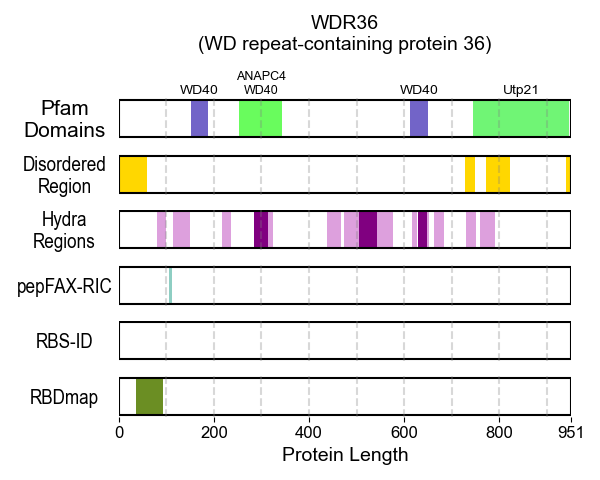 WDR36
(WD repeat-containing protein 36)
ANAPC4
WD40 WD40 WD40 Utp21
Pfam
Domains
Disordered
Region
Hydra
Regions
pepFAX-RIC
RBS-ID
RBDmap
0 200 400 600 800 951
Protein Length